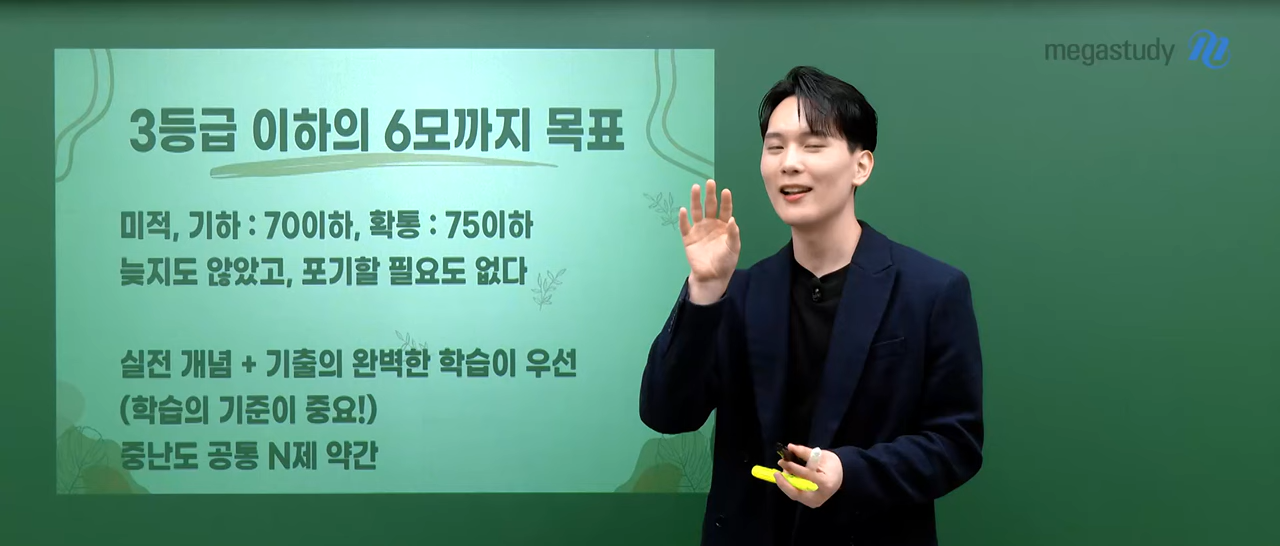 megastudy
3등급 이하의 6모까지 목표
미적, 기하 : 70이하, 확통 : 75이하
늦지도 않았고, 포기할 필요도 없다
실전 개념 + 기출의 완벽한 학습이 우선
(학습의 기준이 중요!)
중난도 공통 N제 약간